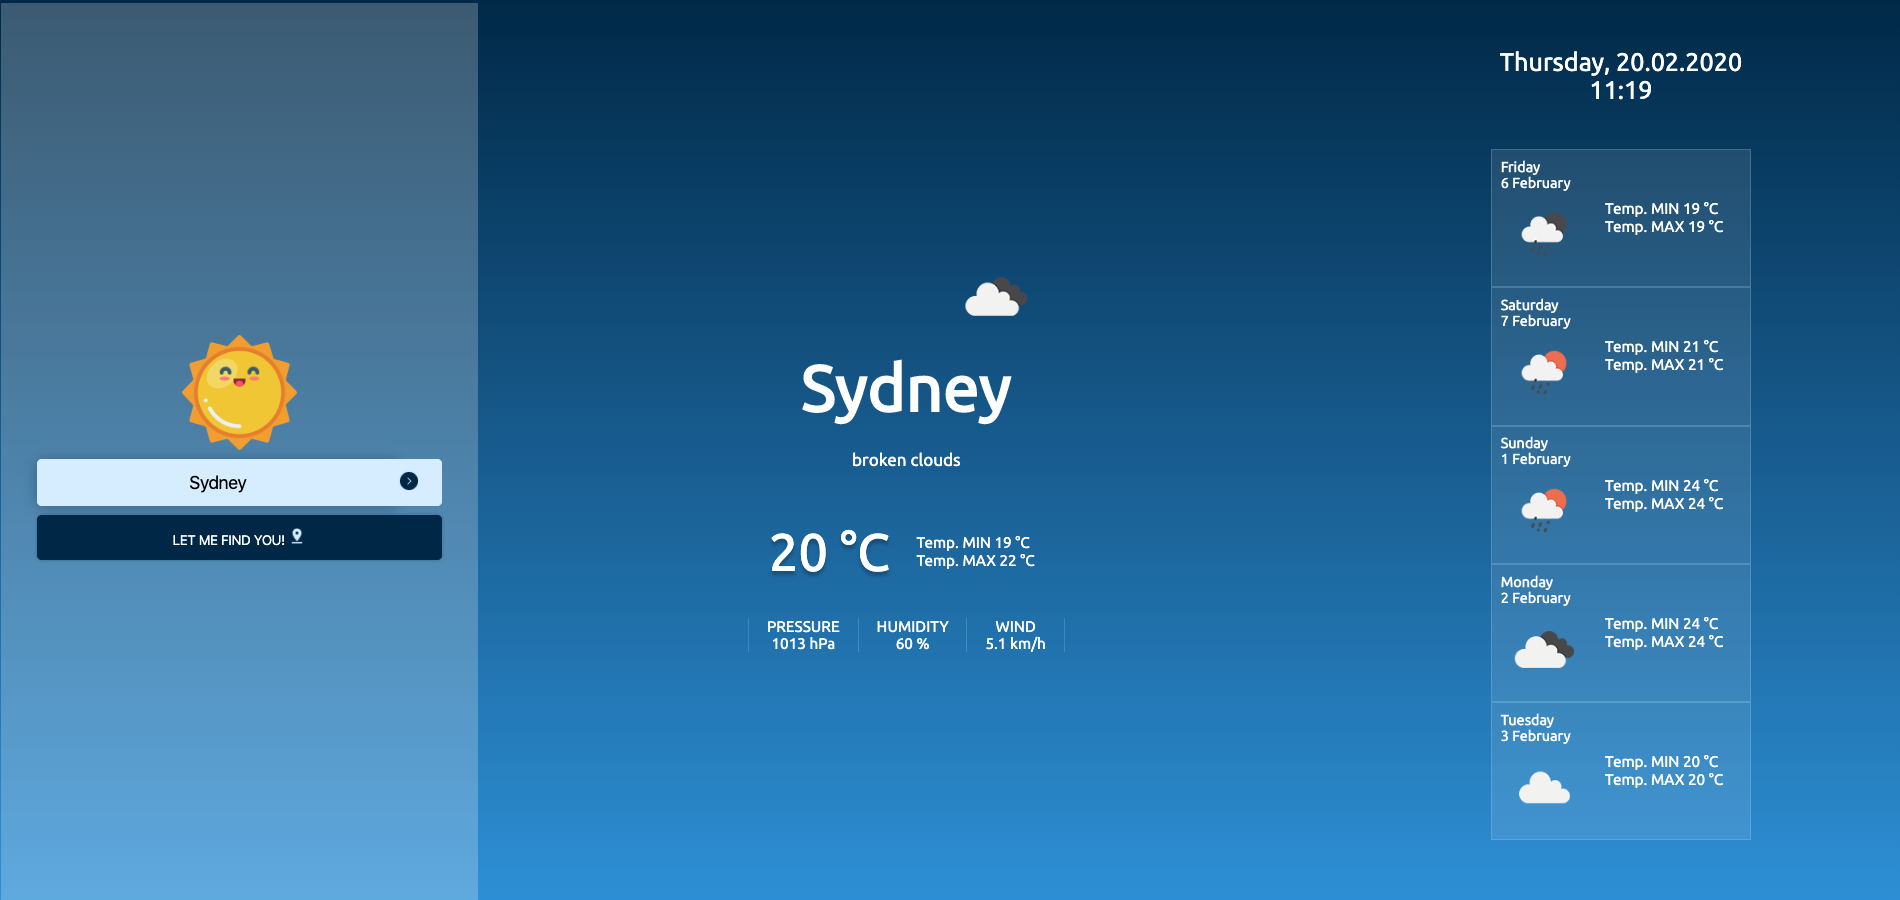 Sydney
LET ME FIND YOU!
Sydney
broken clouds
20 °C
Temp. MIN 19 °C
Temp. MAX 22 °C
PRESSURE
1013 hPa
HUMIDITY
60 %
WIND
5.1 km/h
Thursday, 20.02.2020
11:19
Friday
6 February
Temp. MIN 19 °C
Temp. MAX 19 °C
Saturday
7 February
Temp. MIN 21 °C
Temp. MAX 21 °C
Sunday
1 February
Temp. MIN 24 °C
Temp. MAX 24 °C
Monday
2 February
Temp. MIN 24 °C
Temp. MAX 24 °C
Tuesday
3 February
Temp. MIN 20 °C
Temp. MAX 20 °C